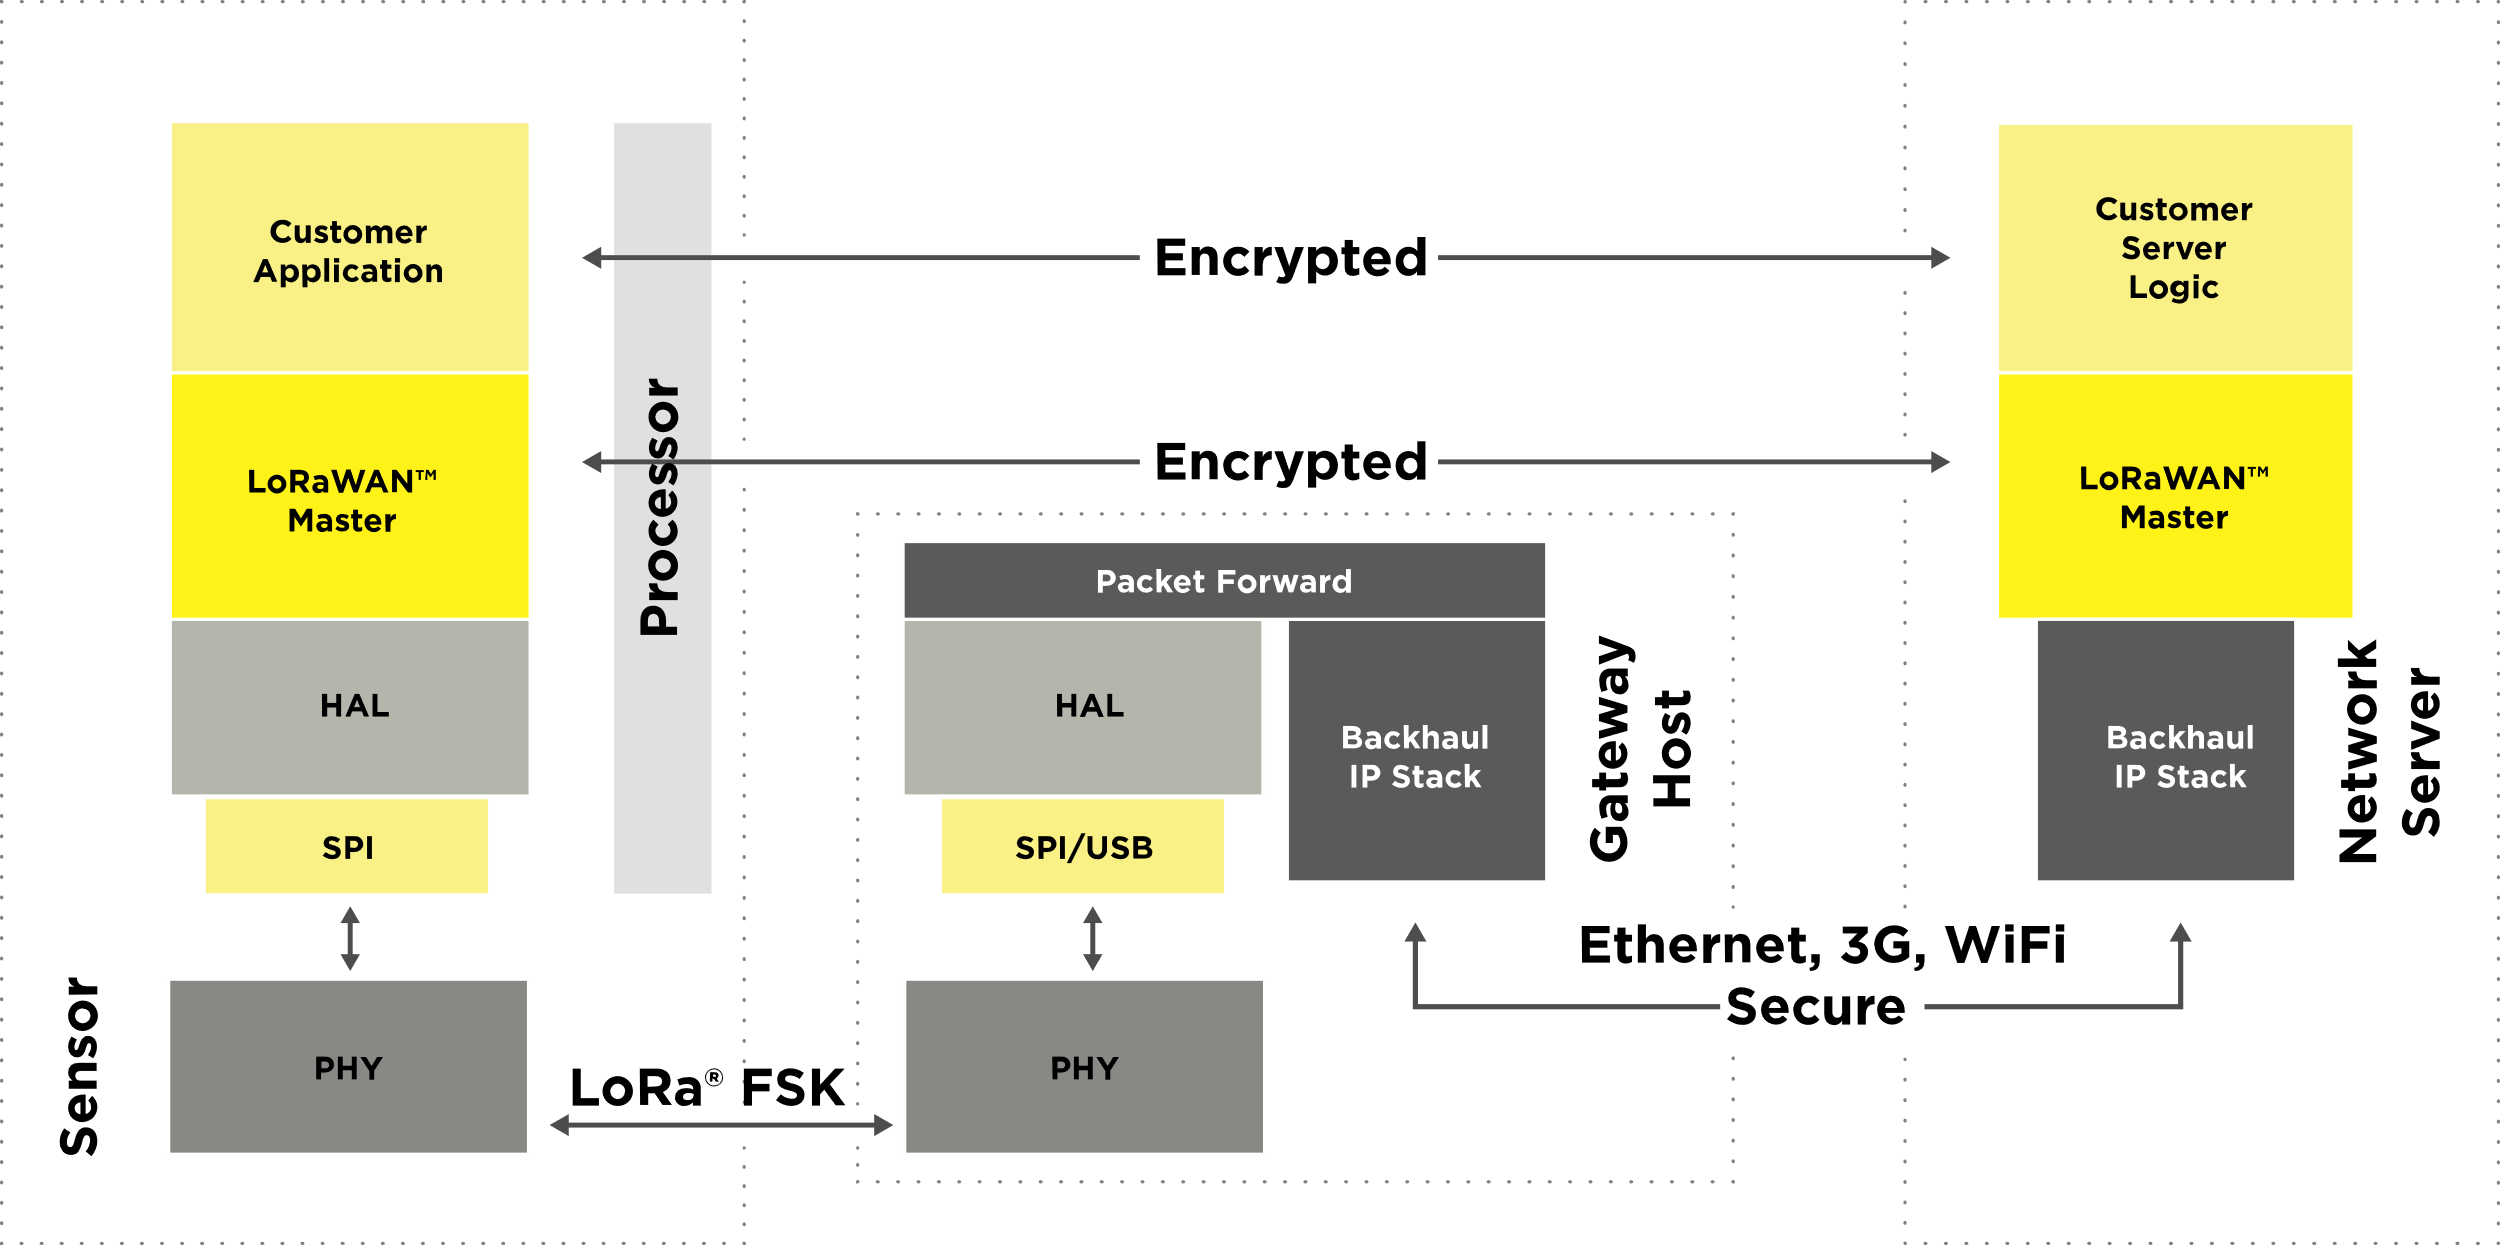 Customer
Application
LoRaWAN™
Master
HAL
SPI
PHY
Sensor
Processor
Encrypted
Encrypted
LoRa® FSK
Packet Forward
HAL
SPI/USB
PHY
Backhaul
IP Stack
Gateway
Host
Ethernet, 3G, WiFi
Secure
Customer
Server
Logic
LoRaWAN™
Master
Backhaul
IP Stack
Network
Server